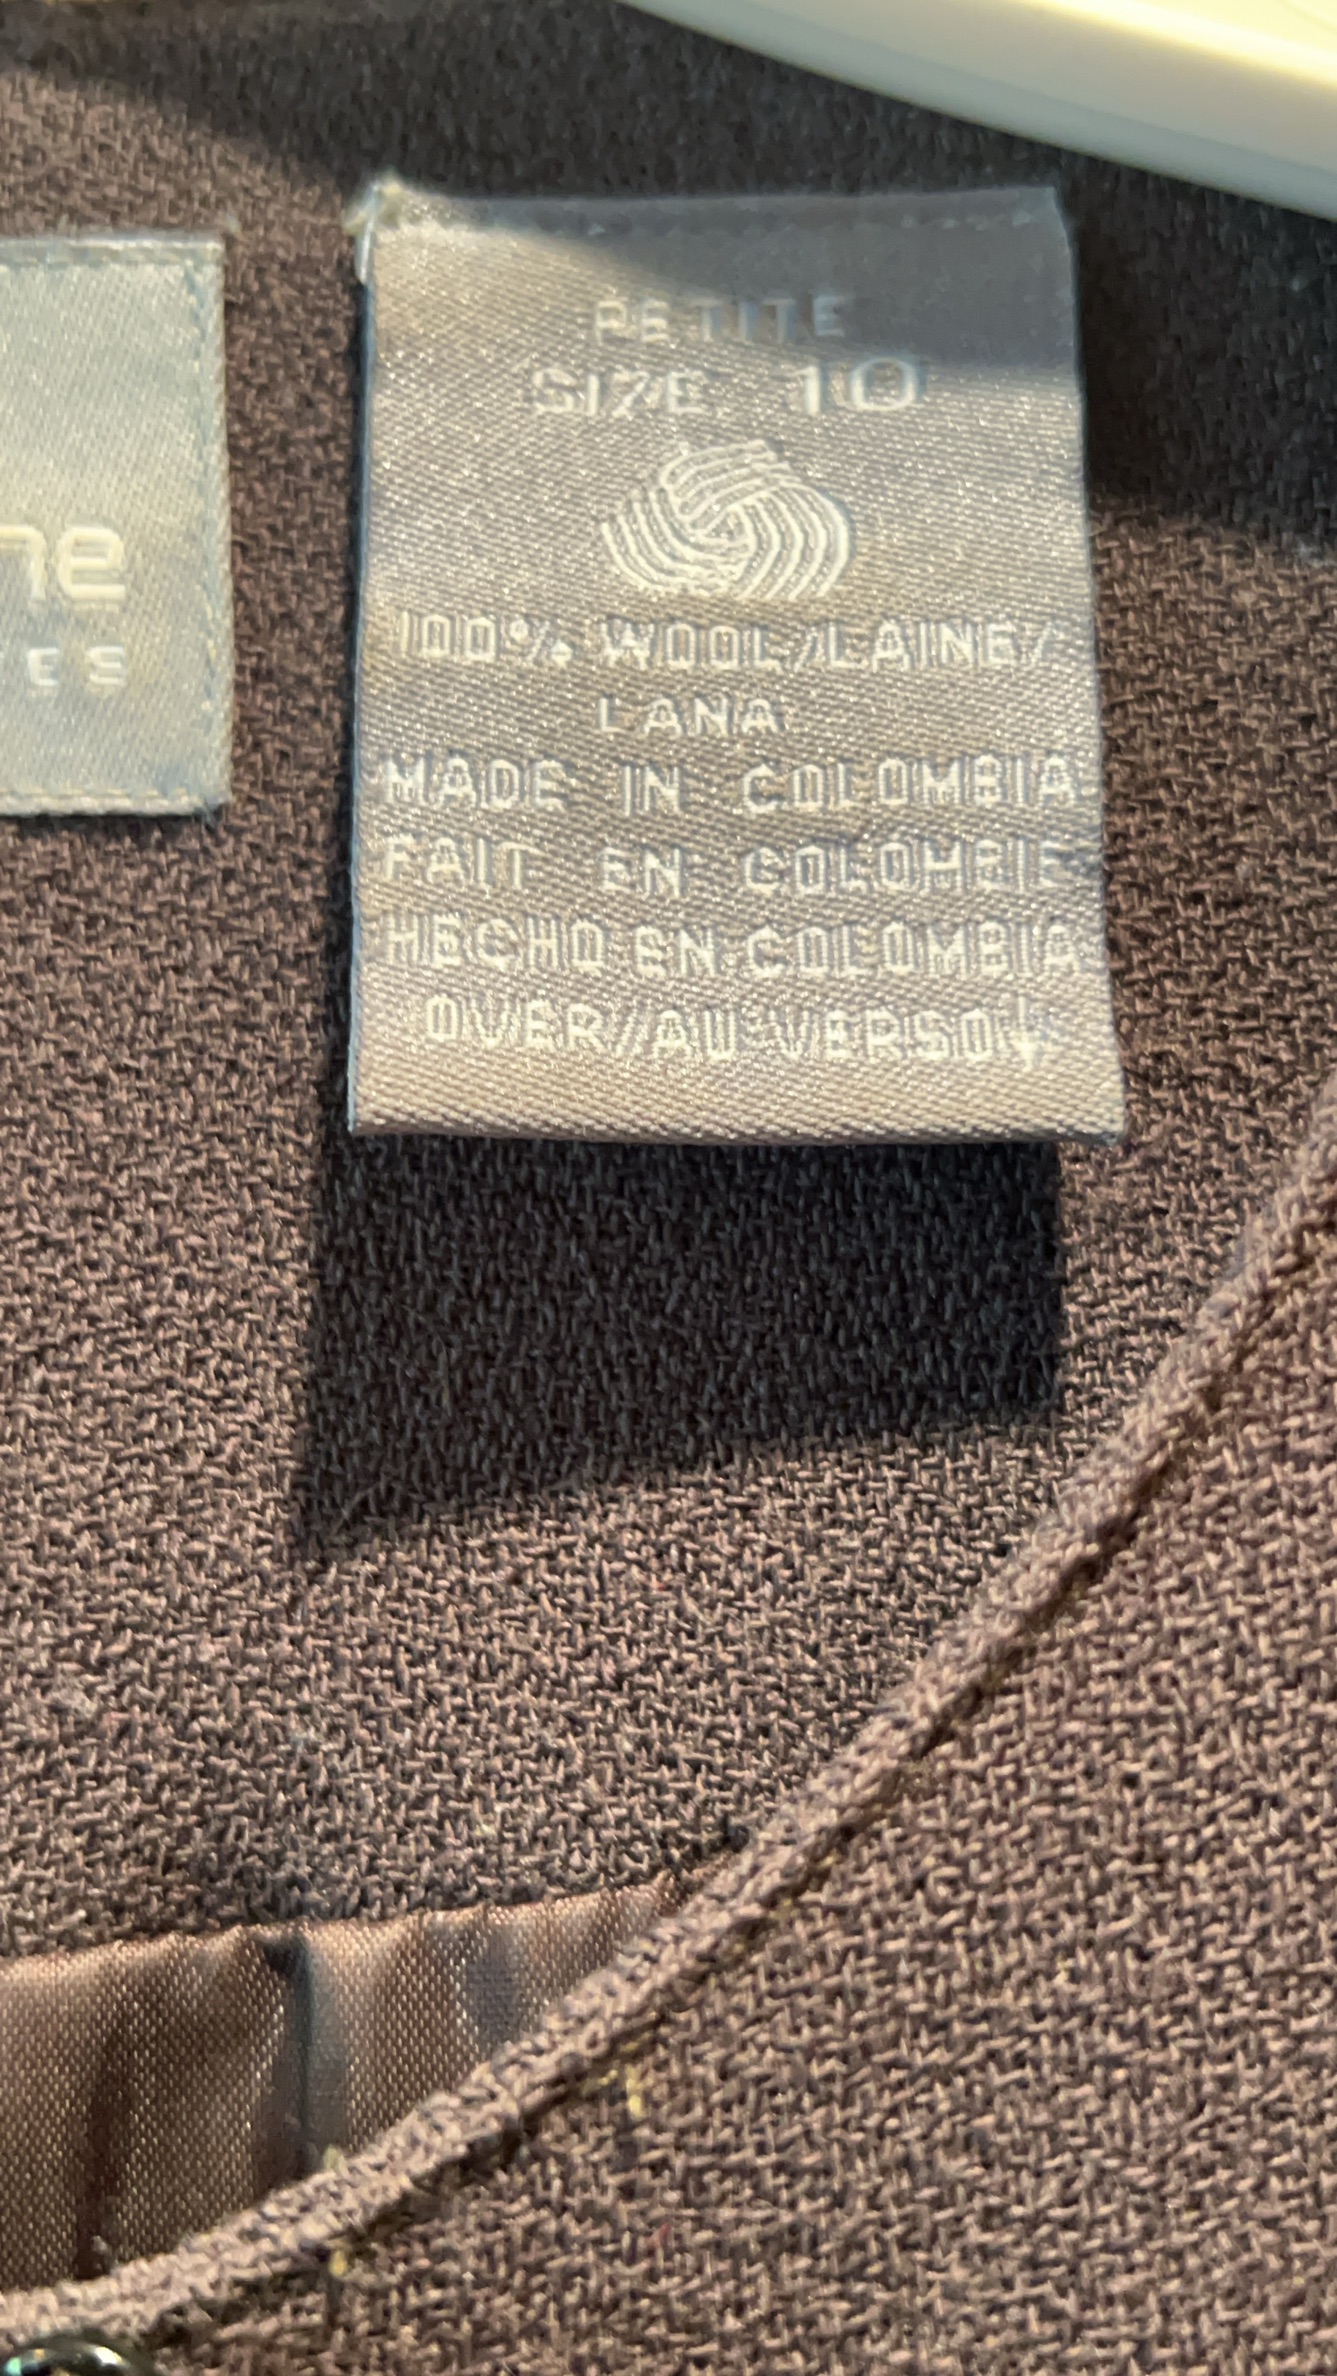 PETITE
SIZE 10
100% WOOL/LAINE/
LANA
MADE IN COLOMBIA
FAIT EN COLOMBIE
HECHO EN COLOMBIA
OVER//AU VERSO↓